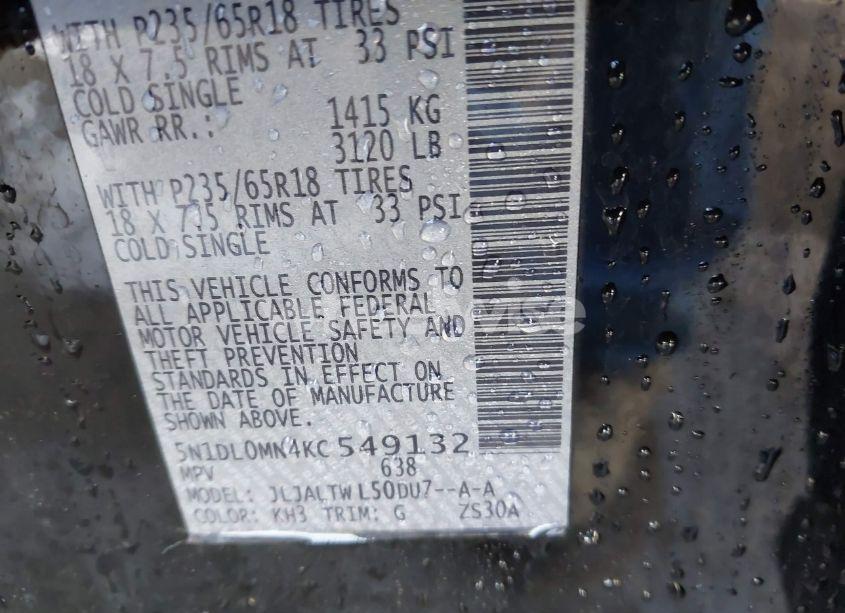 WITH P235/65R18 TIRES
18 X 7.5 RIMS AT 33 PSI
COLD SINGLE
GAWR RR.: 1415 KG
3120 LB
WITH P235/65R18 TIRES
18 X 7.5 RIMS AT 33 PSI
COLD SINGLE
THIS VEHICLE CONFORMS TO
ALL APPLICABLE FEDERAL
MOTOR VEHICLE SAFETY AND
THEFT PREVENTION
STANDARDS IN EFFECT ON
THE DATE OF MANUFACTURE
SHOWN ABOVE.
5N1DL0MN4KC549132
MPV 638
MODEL: JLJALTWL50DU7--A-A
COLOR: KH3 TRIM: G ZS30A